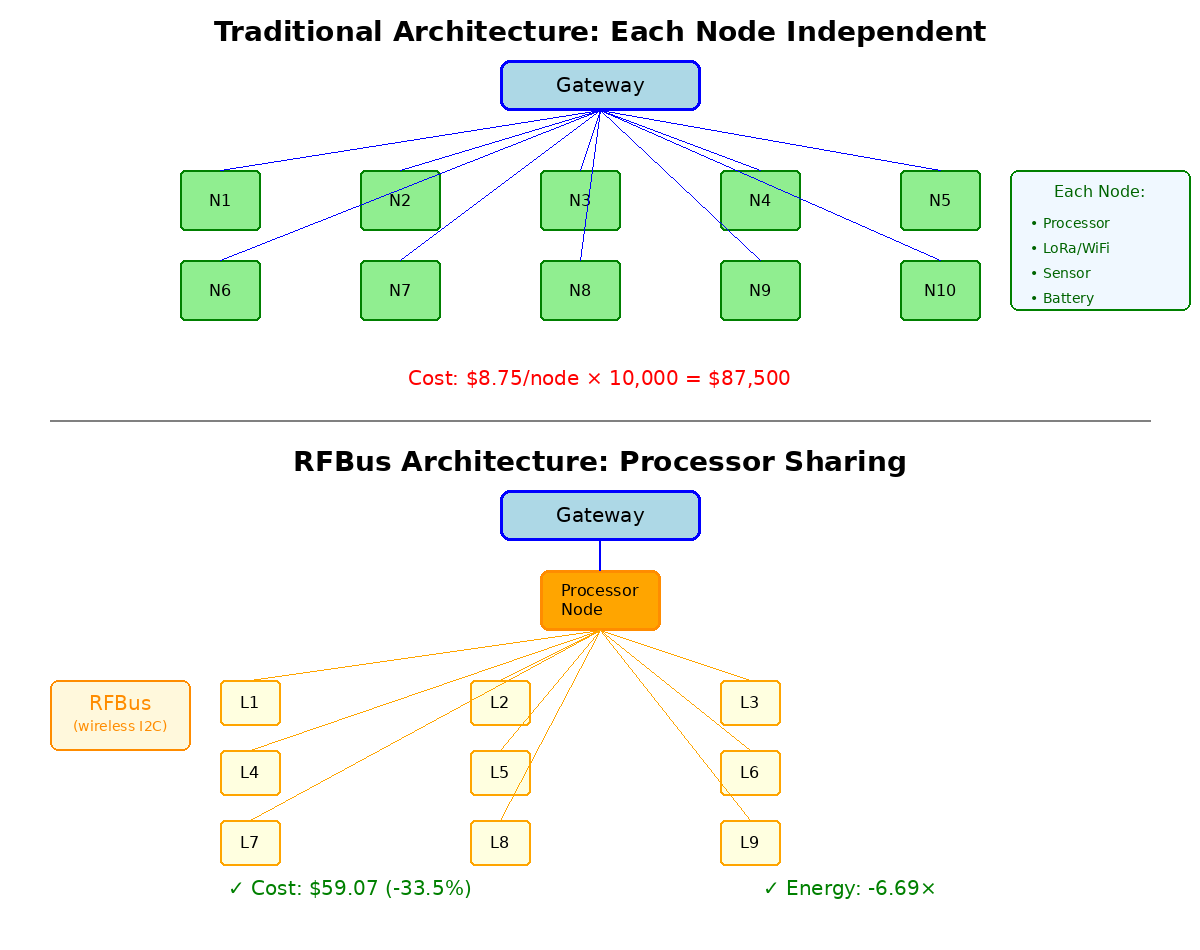 Traditional Architecture: Each Node Independent
Gateway
N1
N2
N3
N4
N5
Each Node:
• Processor
• LoRa/WiFi
• Sensor
• Battery
N6
N7
N8
N9
N10
Cost: $8.75/node × 10,000 = $87,500
RFBus Architecture: Processor Sharing
Gateway
Processor
Node
RFBus
(wireless I2C)
L1
L2
L3
L4
L5
L6
L7
L8
L9
✓ Cost: $59.07 (-33.5%)
✓ Energy: -6.69×